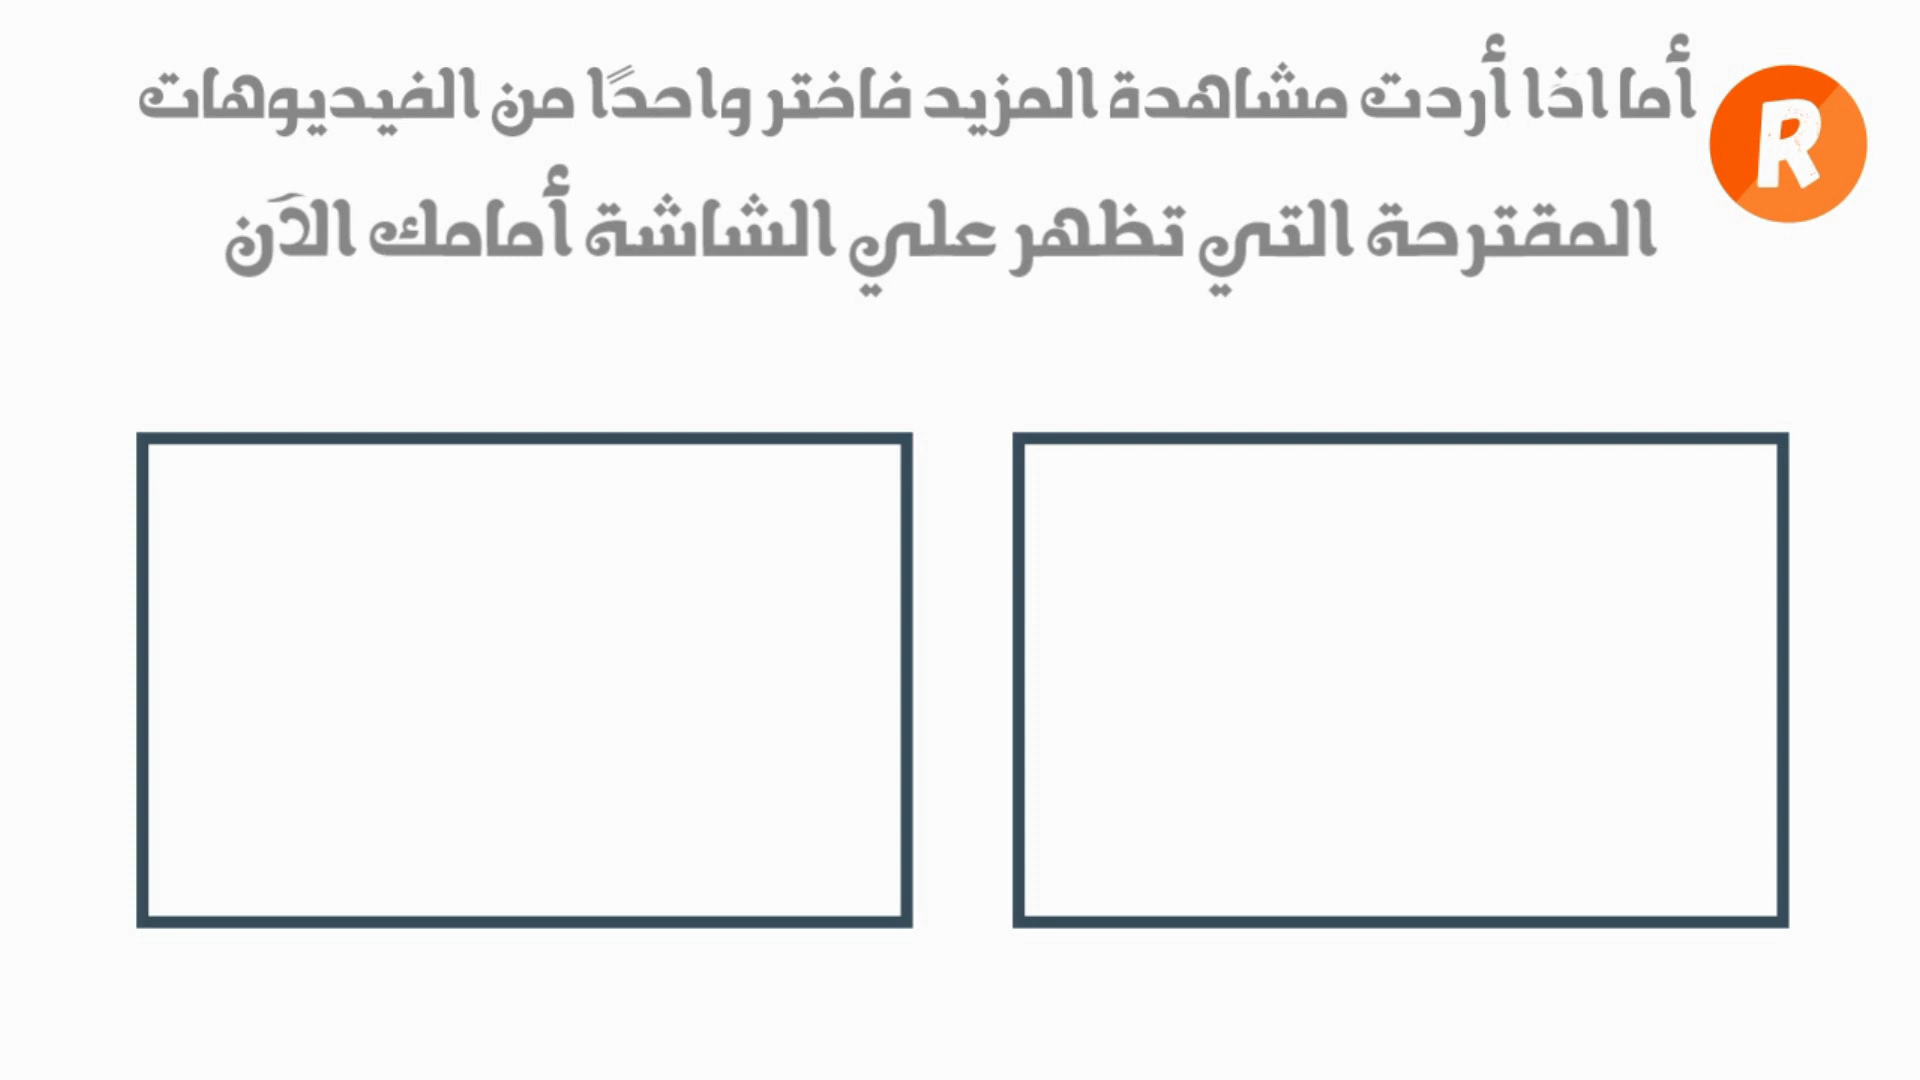 أما اذا أردت مشاهدة المزيد فاختر واحدًا من الفيديوهات
المقترحة التي تظهر علي الشاشة أمامك الآن
R